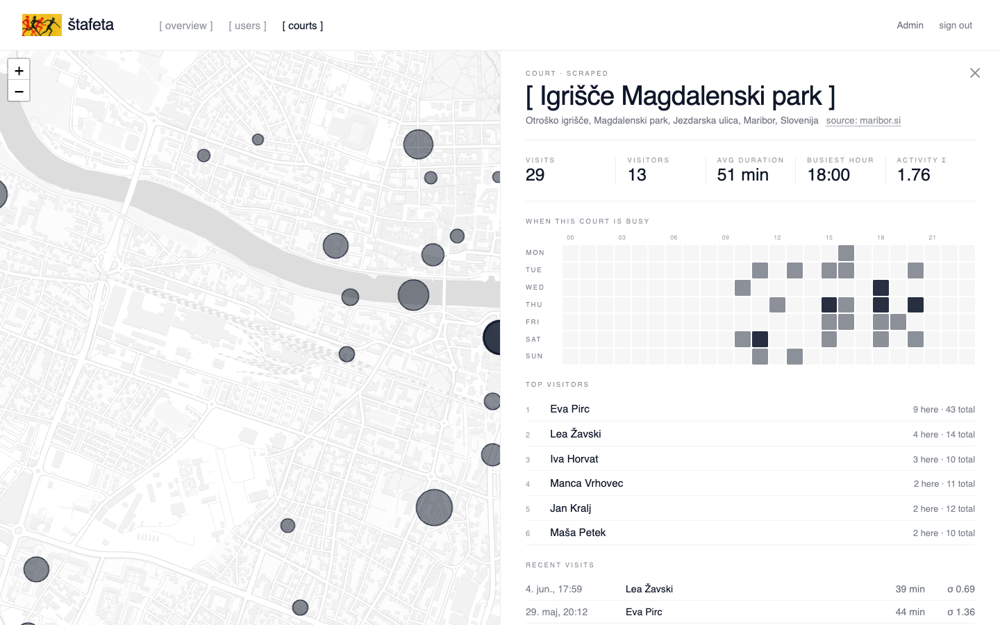 štafeta
[ overview ] [ users ] [ courts ]
Admin sign out
+
−
COURT · SCRAPED
[ Igrišče Magdalenski park ]
Otroško igrišče, Magdalenski park, Jezdarska ulica, Maribor, Slovenija source: maribor.si
VISITS VISITORS AVG DURATION BUSIEST HOUR ACTIVITY Σ
29 13 51 min 18:00 1.76
WHEN THIS COURT IS BUSY
00 03 06 09 12 15 18 21
MON
TUE
WED
THU
FRI
SAT
SUN
TOP VISITORS
1 Eva Pirc 9 here · 43 total
2 Lea Žavski 4 here · 14 total
3 Iva Horvat 3 here · 10 total
4 Manca Vrhovec 2 here · 11 total
5 Jan Kralj 2 here · 12 total
6 Maša Petek 2 here · 10 total
RECENT VISITS
4. jun., 17:59 Lea Žavski 39 min σ 0.69
29. maj, 20:12 Eva Pirc 44 min σ 1.36